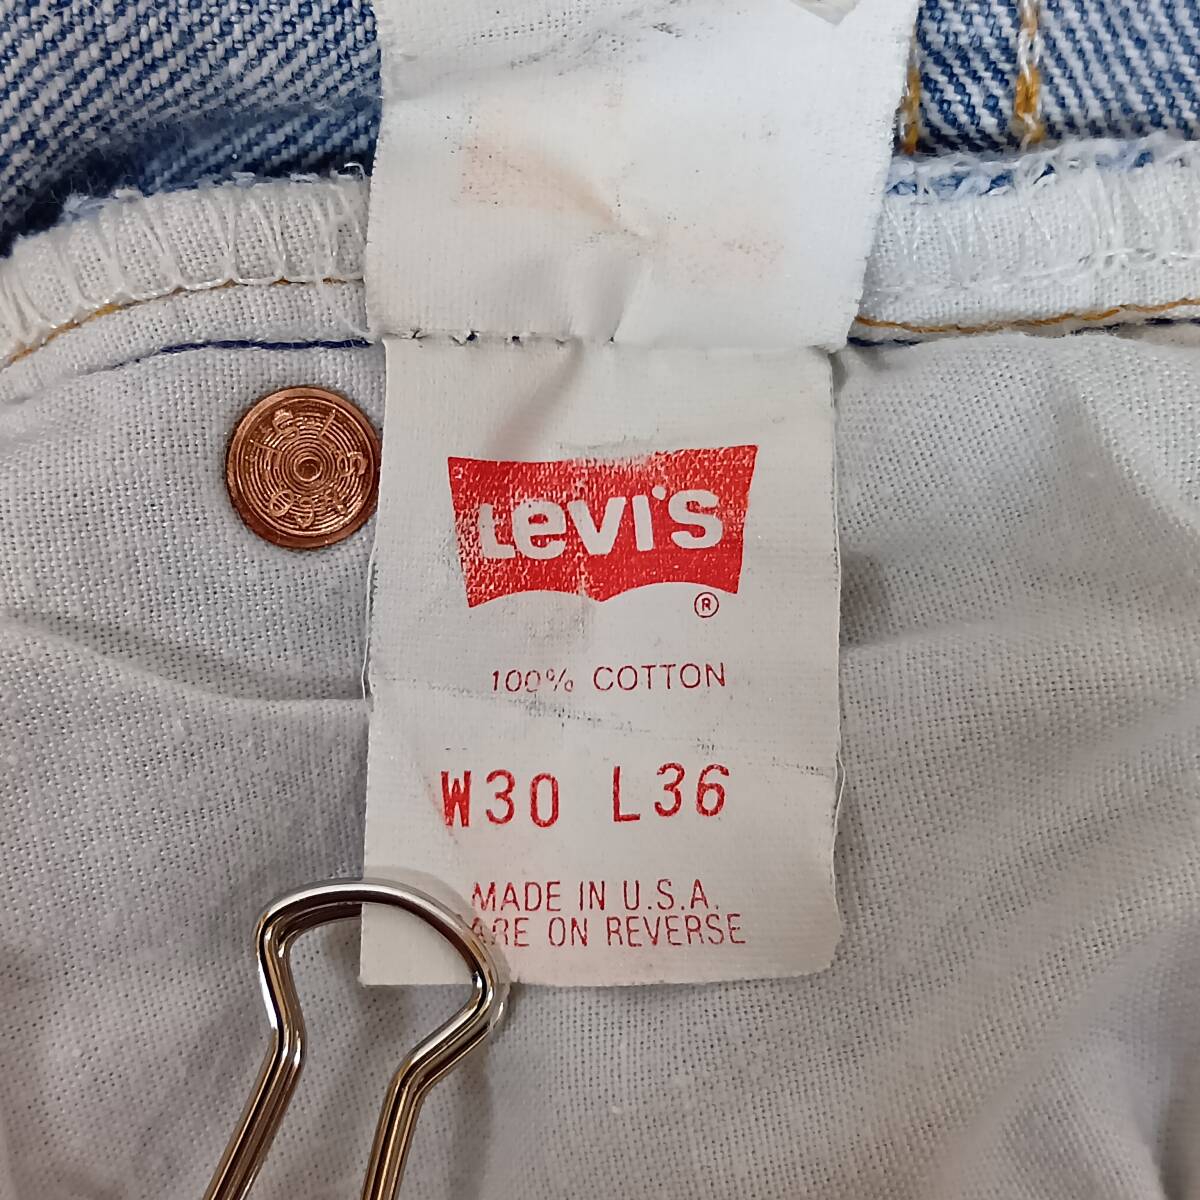 LEVI'S
®
100% COTTON
W30 L36
MADE IN U.S.A.
ARE ON REVERSE